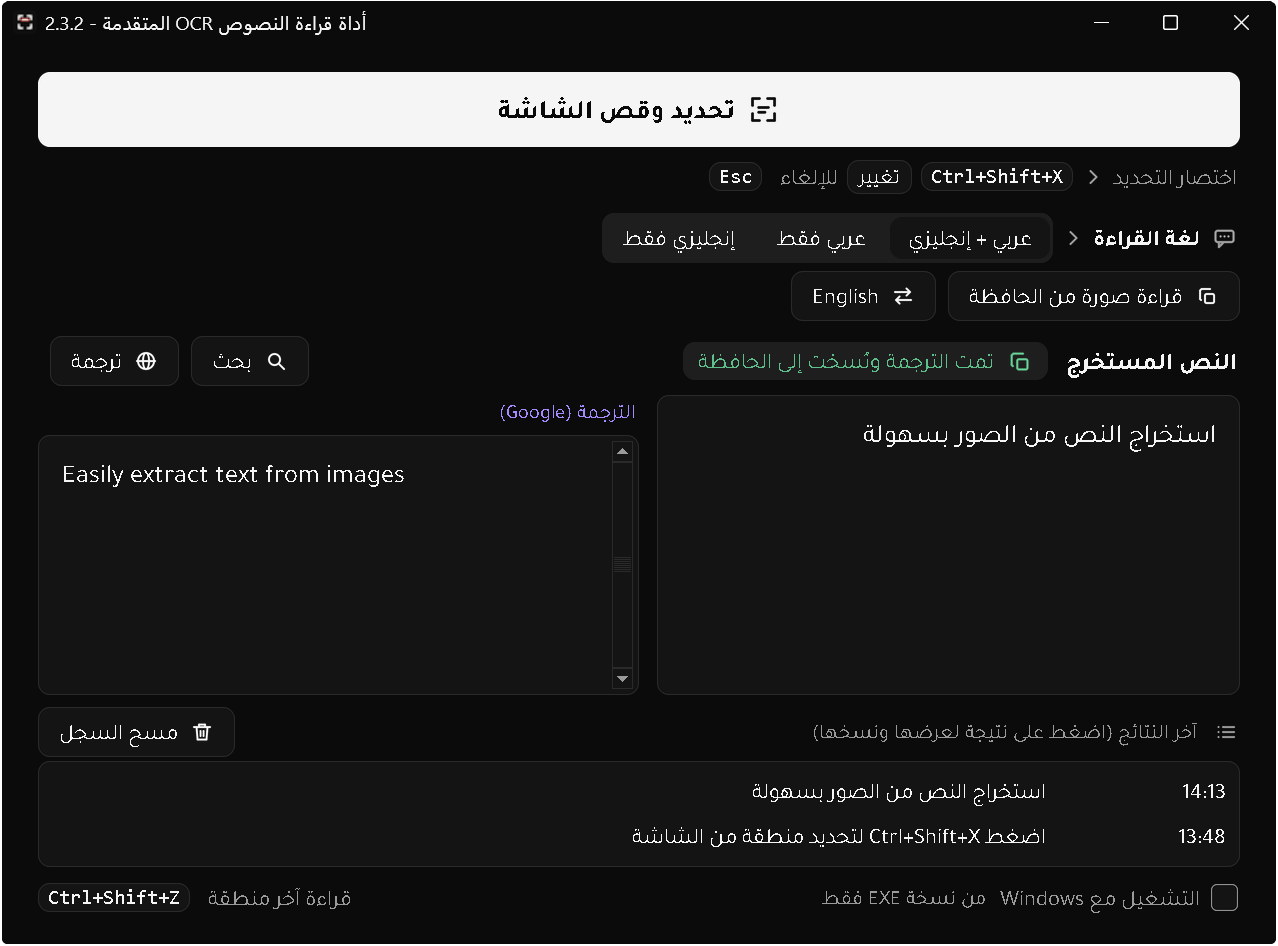 أداة قراءة النصوص OCR المتقدمة - 2.3.2
تحديد وقص الشاشة
اختصار التحديد Ctrl+Shift+X تغيير للإلغاء Esc
لغة القراءة عربي + إنجليزي عربي فقط إنجليزي فقط
قراءة صورة من الحافظة English
النص المستخرج تمت الترجمة ونُسخت إلى الحافظة بحث ترجمة
الترجمة (Google)
استخراج النص من الصور بسهولة
Easily extract text from images
آخر النتائج (اضغط على نتيجة لعرضها ونسخها) مسح السجل
14:13 استخراج النص من الصور بسهولة
13:48 اضغط Ctrl+Shift+X لتحديد منطقة من الشاشة
التشغيل مع Windows من نسخة EXE فقط قراءة آخر منطقة Ctrl+Shift+Z